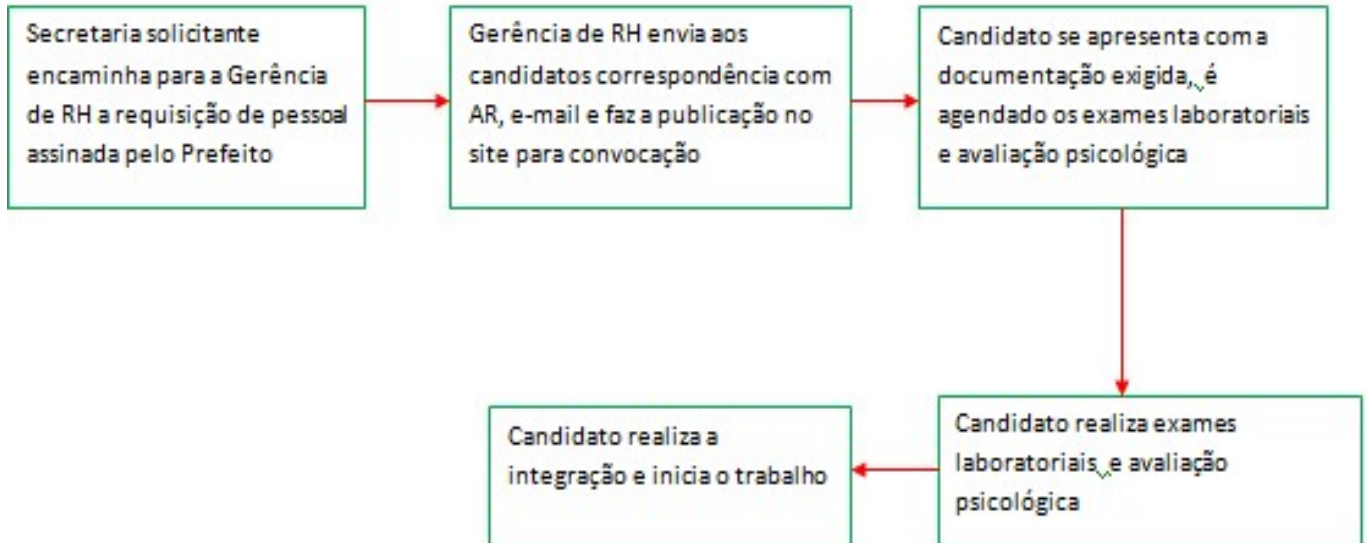 Secretaria solicitante
encaminha para a Gerência
de RH a requisição de pessoal
assinada pelo Prefeito
Gerência de RH envia aos
candidatos correspondência com
AR, e-mail e faz a publicação no
site para convocação
Candidato se apresenta com a
documentação exigida, é
agendado os exames laboratoriais
e avaliação psicológica
Candidato realiza exames
laboratoriais e avaliação
psicológica
Candidato realiza a
integração e inicia o trabalho